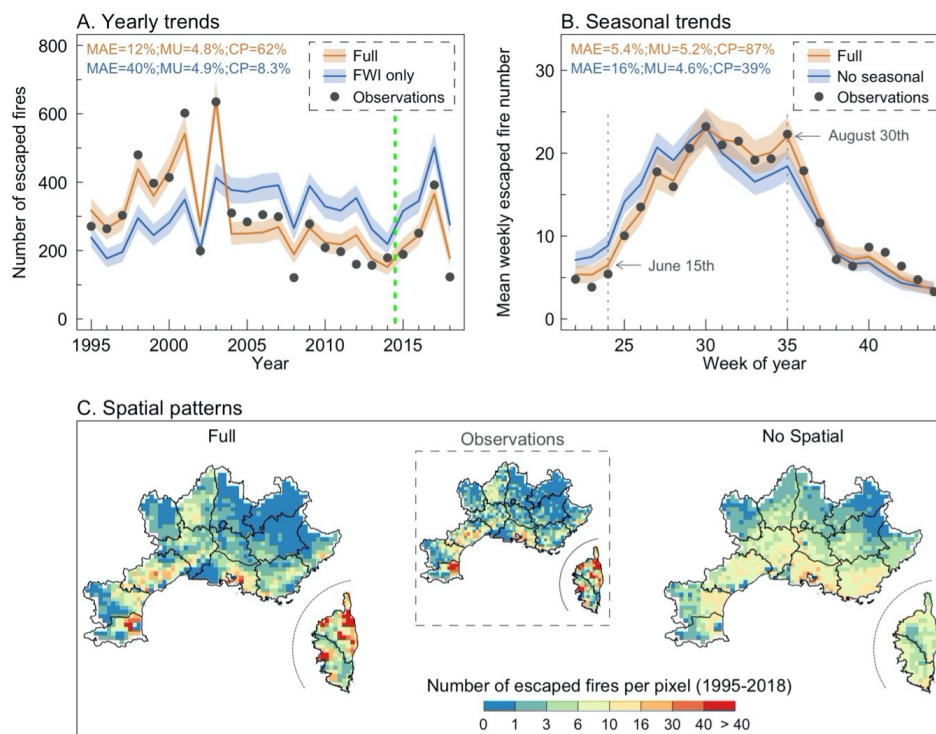 A. Yearly trends
MAE=12%;MU=4.8%;CP=62%
MAE=40%;MU=4.9%;CP=8.3%
Full
FWI only
Observations
Number of escaped fires
800
600
400
200
0
1995 2000 2005 2010 2015
Year
B. Seasonal trends
MAE=5.4%;MU=5.2%;CP=87%
MAE=16%;MU=4.6%;CP=39%
Full
No seasonal
Observations
August 30th
June 15th
Mean weekly escaped fire number
30
20
10
0
25 30 35 40
Week of year
C. Spatial patterns
Full
Observations
No Spatial
Number of escaped fires per pixel (1995-2018)
0 1 3 6 10 16 30 40 > 40